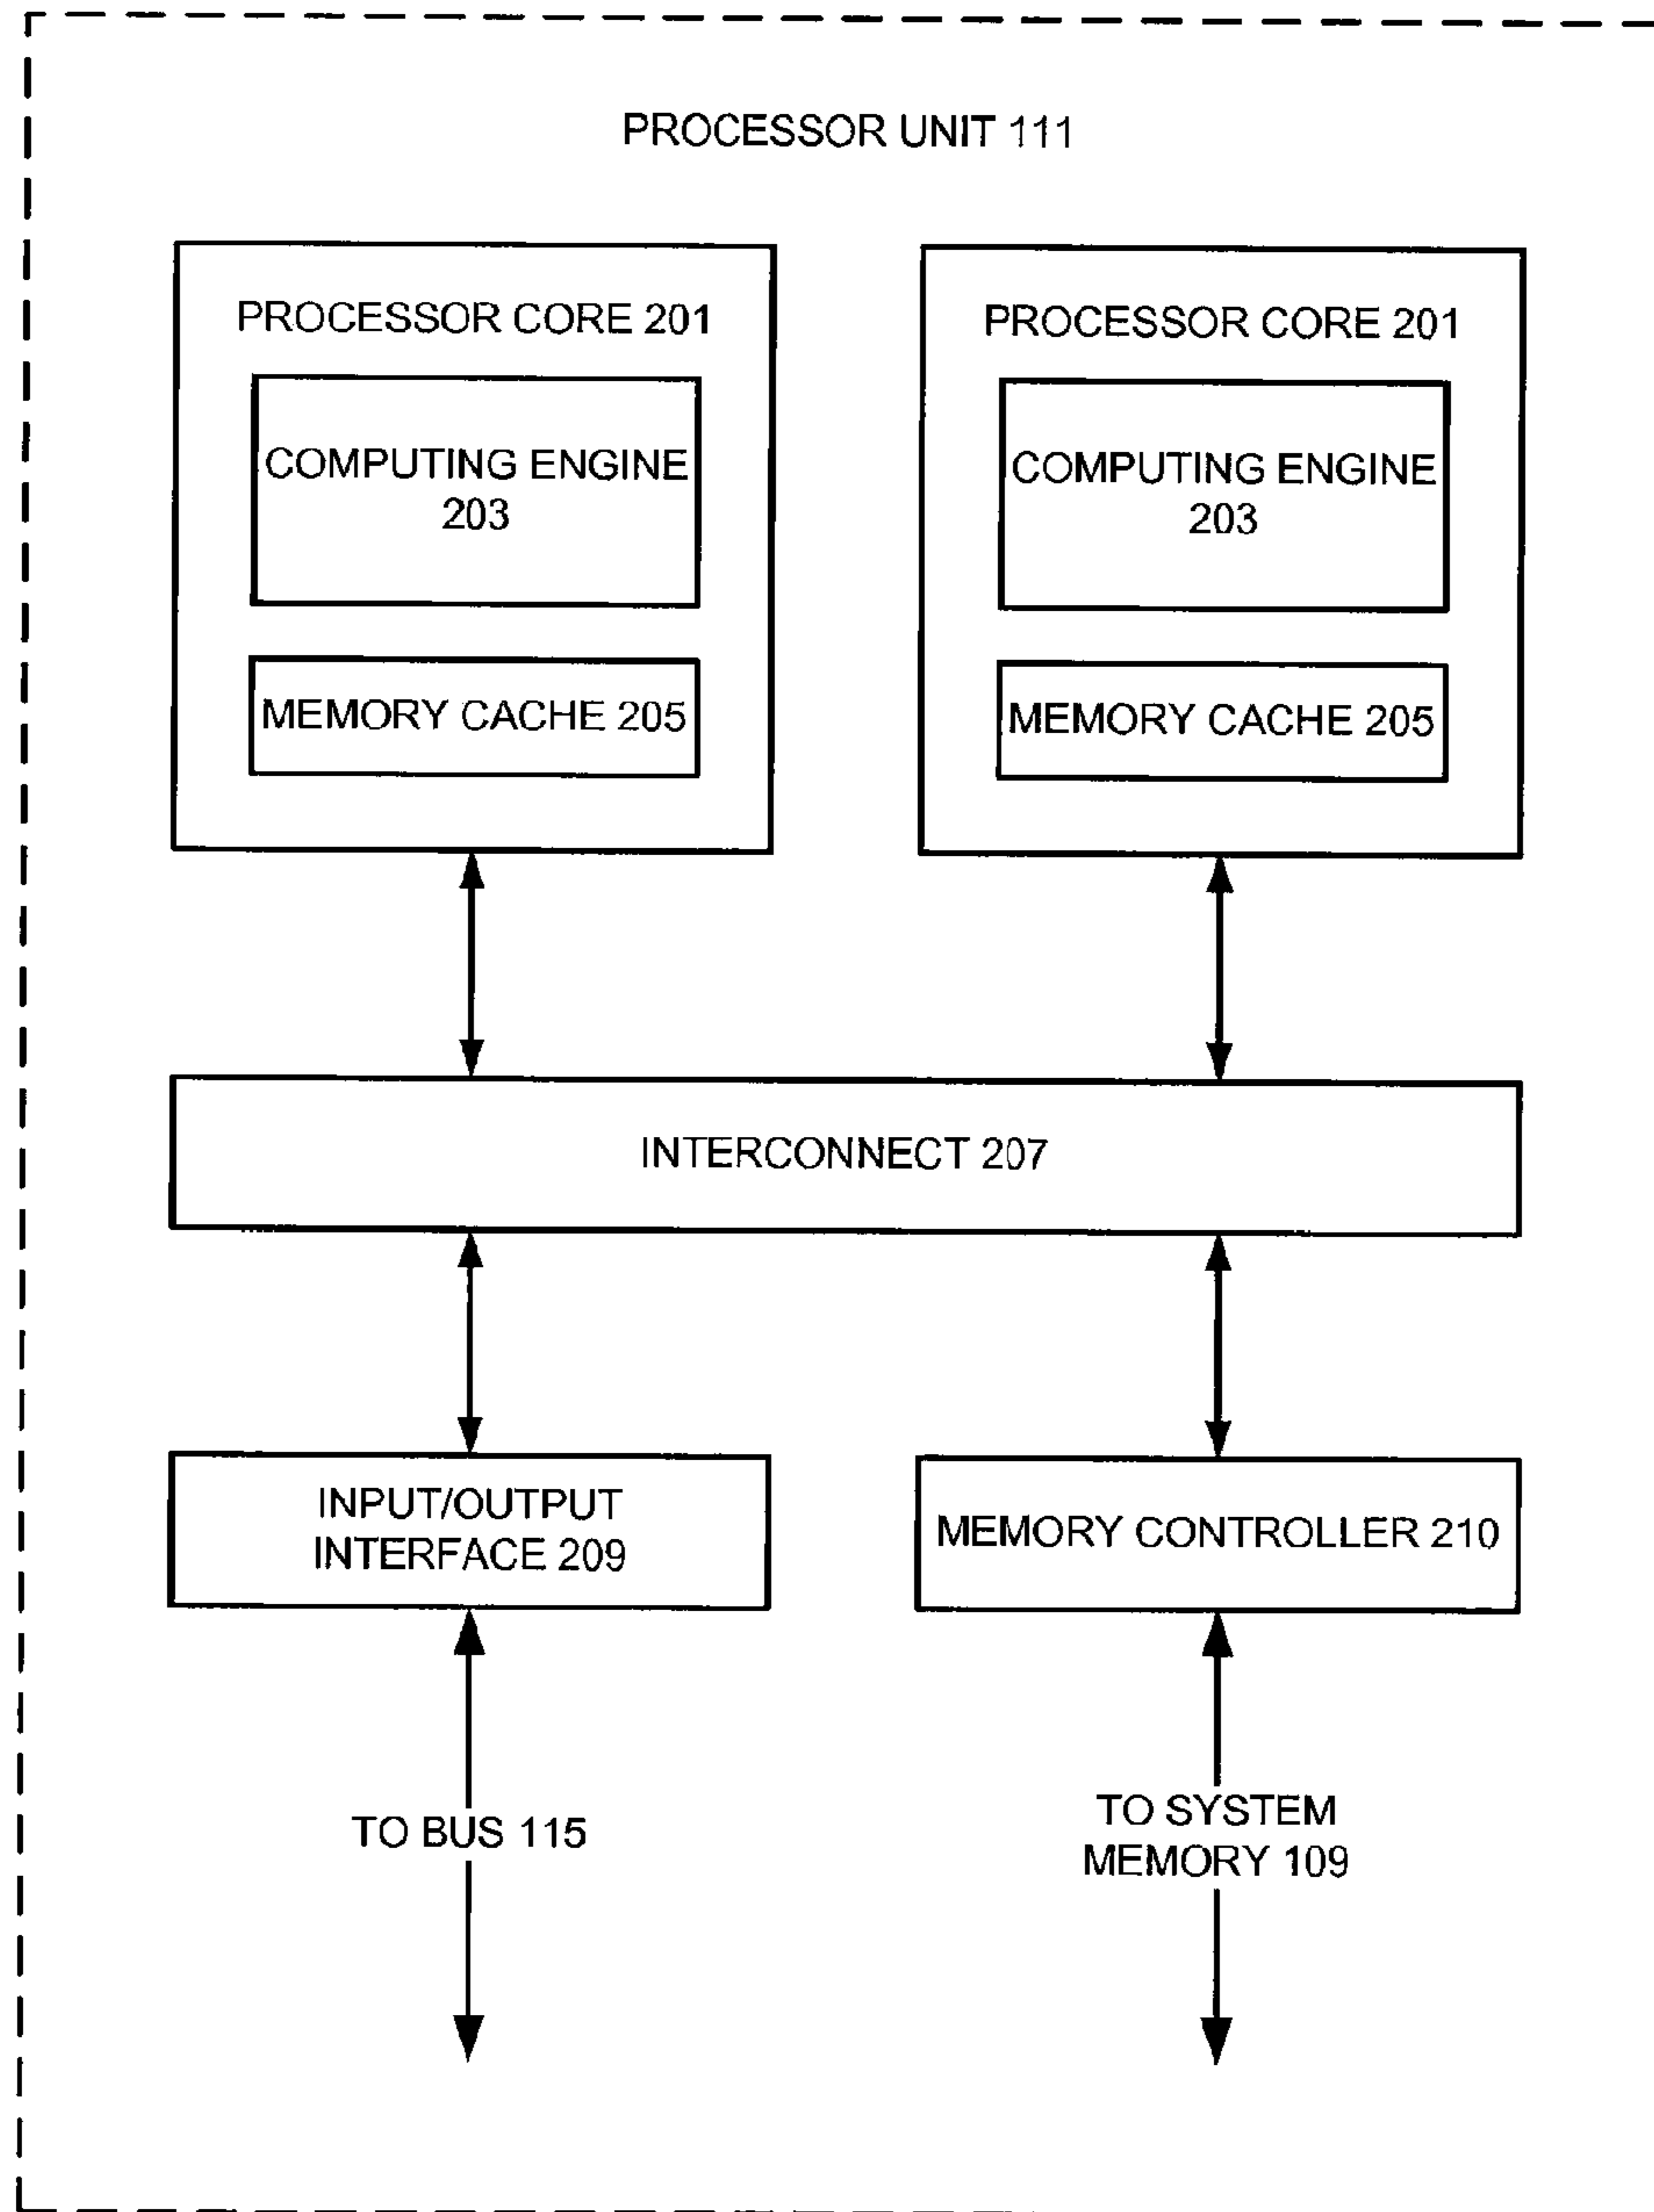 PROCESSOR UNIT 111
PROCESSOR CORE 201
COMPUTING ENGINE
203
MEMORY CACHE 205
PROCESSOR CORE 201
COMPUTING ENGINE
203
MEMORY CACHE 205
INTERCONNECT 207
INPUT/OUTPUT
INTERFACE 209
MEMORY CONTROLLER 210
TO BUS 115
TO SYSTEM
MEMORY 109